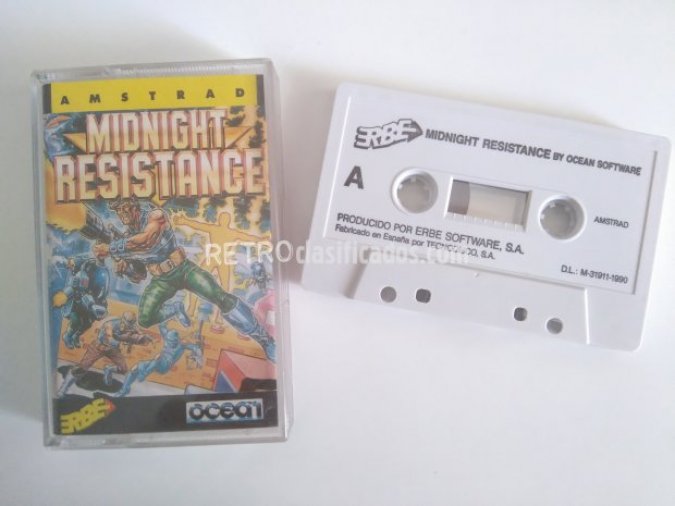 AMSTRAD
MIDNIGHT
RESISTANCE
ERBE
ocean
ERBE MIDNIGHT RESISTANCE BY OCEAN SOFTWARE
A
AMSTRAD
PRODUCIDO POR ERBE SOFTWARE, S.A.
Fabricado en España por TECNODISCO, S.A.
D.L.: M-31911-1990
RETROclasificados.com